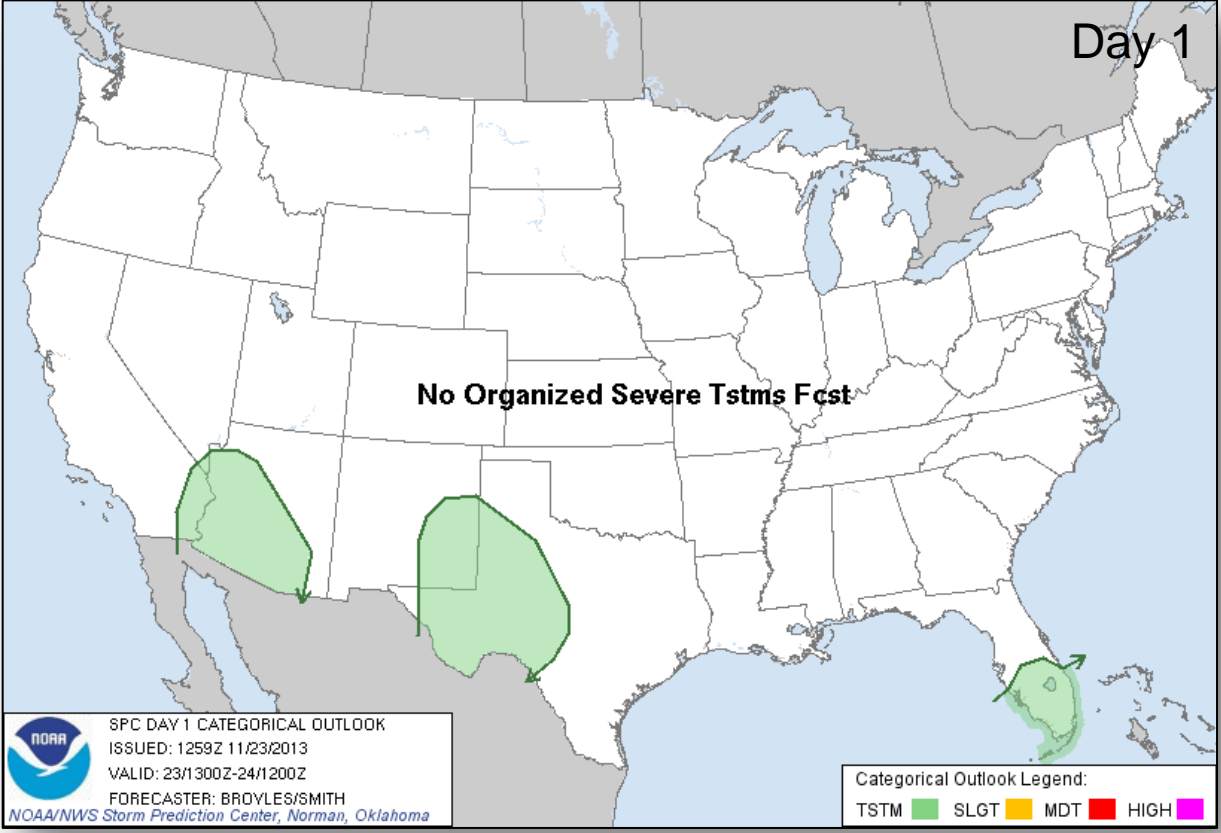 Day 1
No Organized Severe Tstms Fcst
NOAA
SPC DAY 1 CATEGORICAL OUTLOOK
ISSUED: 1259Z 11/23/2013
VALID: 23/1300Z-24/1200Z
FORECASTER: BROYLES/SMITH
NOAA/NWS Storm Prediction Center, Norman, Oklahoma
Categorical Outlook Legend:
TSTM SLGT MDT HIGH